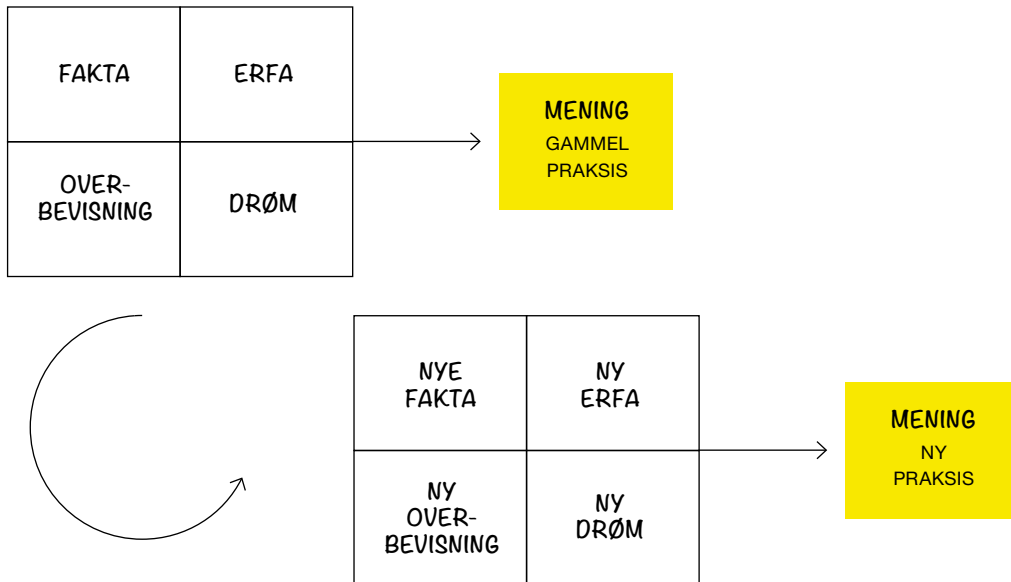 FAKTA
ERFA
OVER-
BEVISNING
DRØM
MENING
GAMMEL
PRAKSIS
NYE
FAKTA
NY
ERFA
NY
OVER-
BEVISNING
NY
DRØM
MENING
NY
PRAKSIS